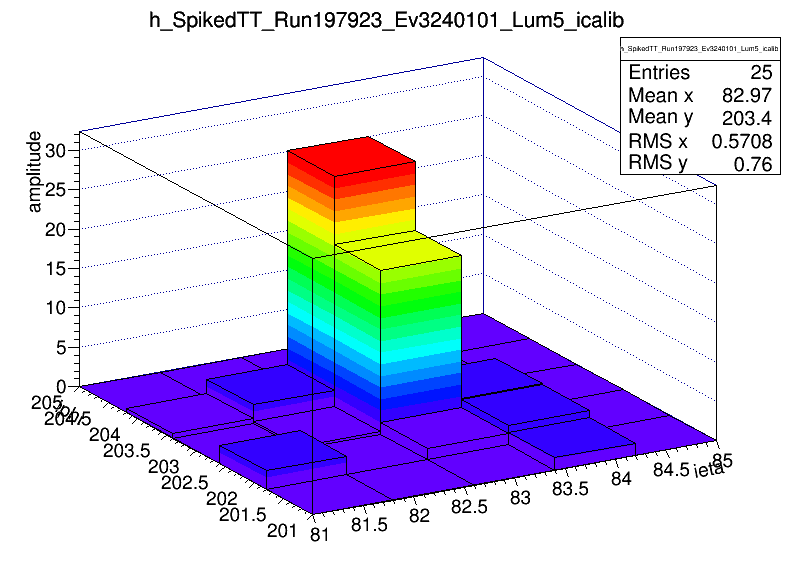 h_SpikedTT_Run197923_Ev3240101_Lum5_icalib
h_SpikedTT_Run197923_Ev3240101_Lum5_icalib
Entries 25
Mean x 82.97
Mean y 203.4
RMS x 0.5708
RMS y 0.76
amplitude
30
25
20
15
10
5
0
205
204.5
204
203.5
203
202.5
202
201.5
201
81
81.5
82
82.5
83
83.5
84
84.5
85
ieta